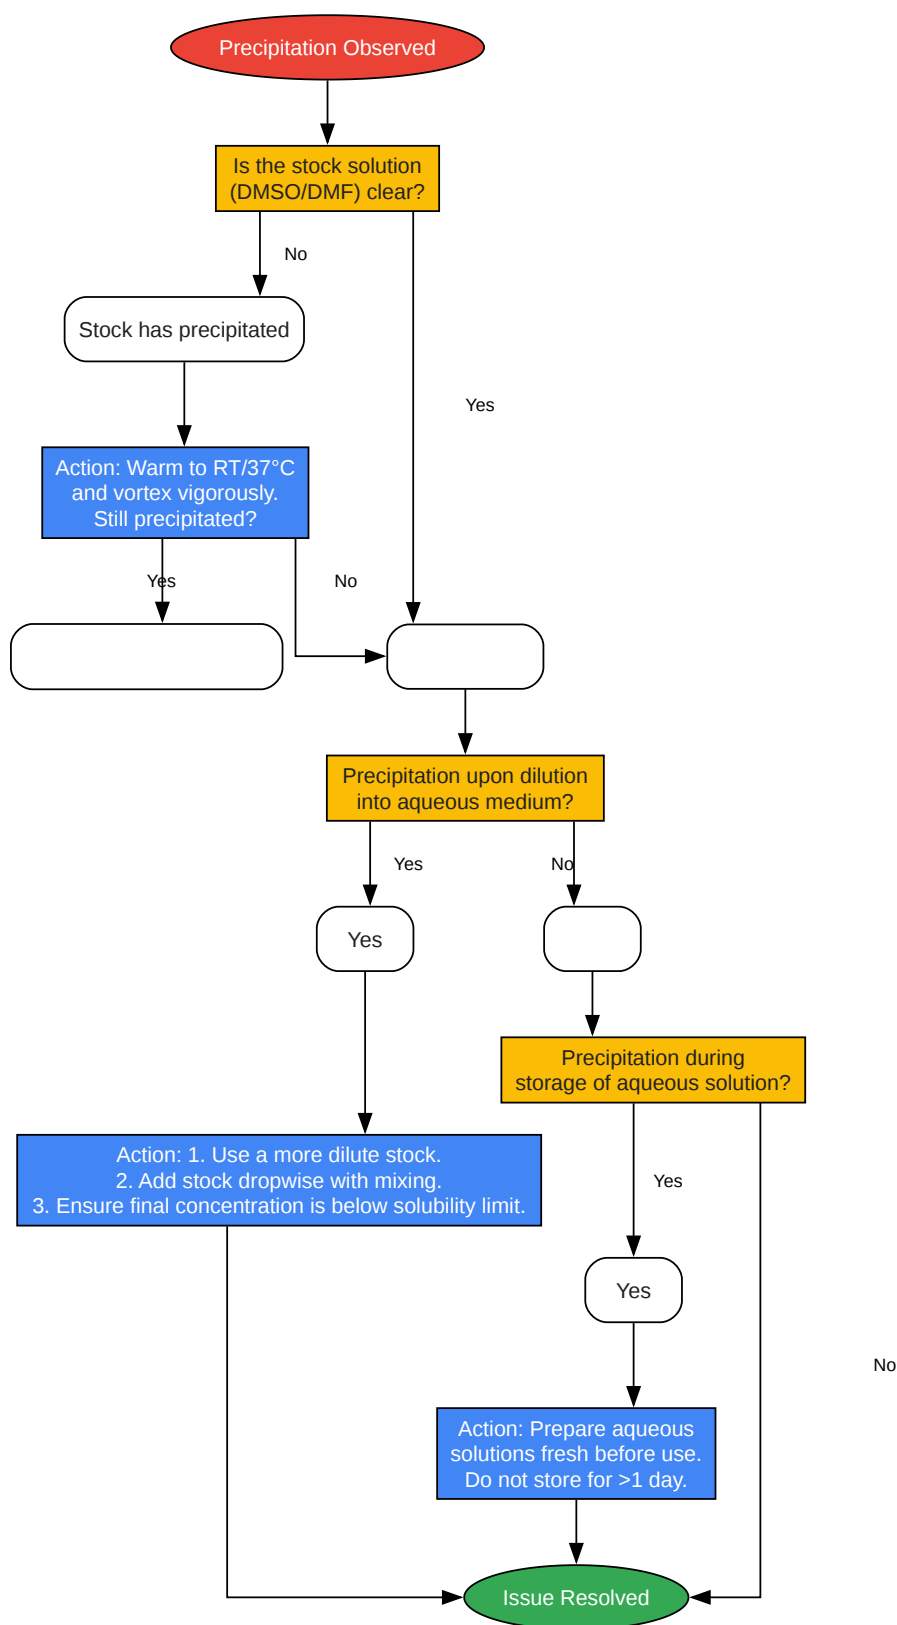 Precipitation Observed
Is the stock solution
(DMSO/DMF) clear?
No
Stock has precipitated
Yes
Action: Warm to RT/37°C
and vortex vigorously.
Still precipitated?
Yes
No
Precipitation upon dilution
into aqueous medium?
Yes
No
Yes
Precipitation during
storage of aqueous solution?
Action: 1. Use a more dilute stock.
2. Add stock dropwise with mixing.
3. Ensure final concentration is below solubility limit.
Yes
Yes
No
Action: Prepare aqueous
solutions fresh before use.
Do not store for >1 day.
Issue Resolved